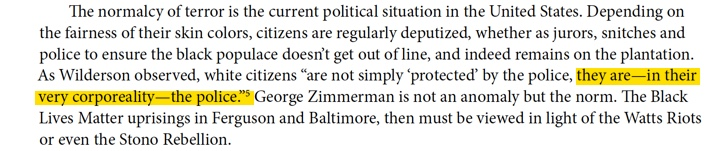 The normalcy of terror is the current political situation in the United States. Depending on
the fairness of their skin colors, citizens are regularly deputized, whether as jurors, snitches and
police to ensure the black populace doesn’t get out of line, and indeed remains on the plantation.
As Wilderson observed, white citizens “are not simply ‘protected’ by the police, they are—in their
very corporeality—the police.”⁵ George Zimmerman is not an anomaly but the norm. The Black
Lives Matter uprisings in Ferguson and Baltimore, then must be viewed in light of the Watts Riots
or even the Stono Rebellion.